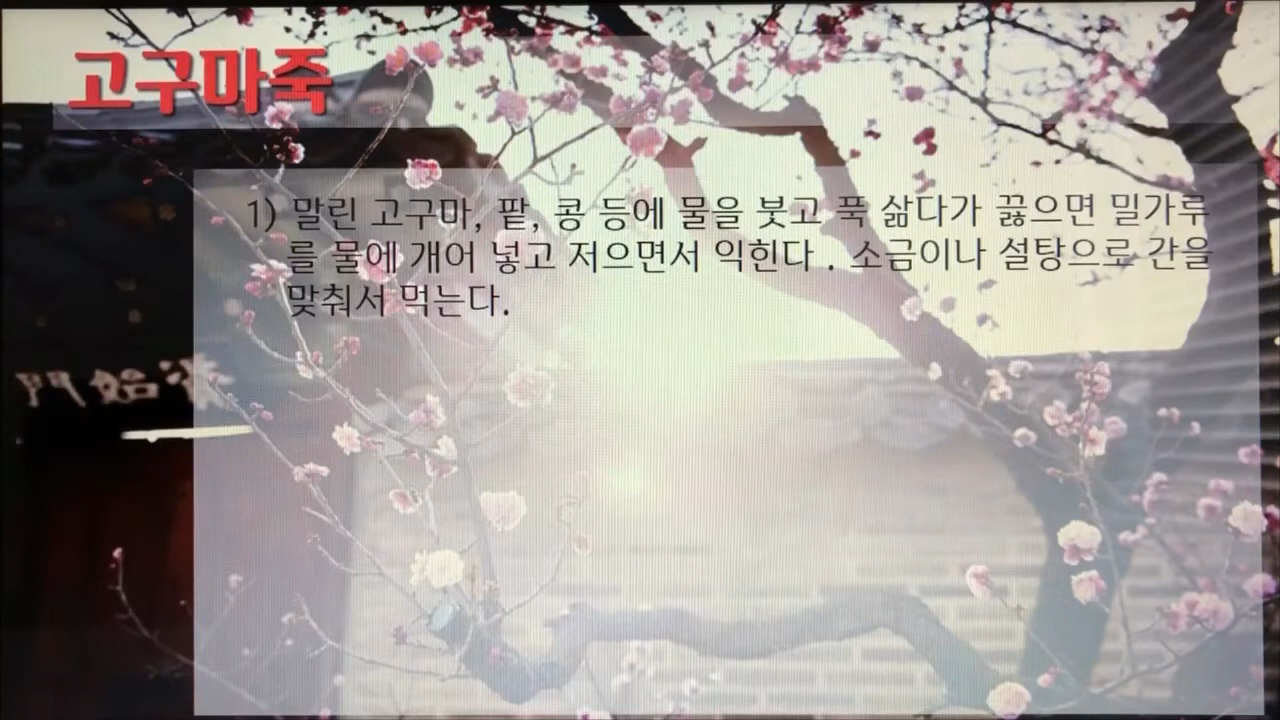 고구마죽
1) 말린 고구마, 팥, 콩 등에 물을 붓고 푹 삶다가 끓으면 밀가루
를 물에 개어 넣고 저으면서 익힌다 . 소금이나 설탕으로 간을
맞춰서 먹는다.